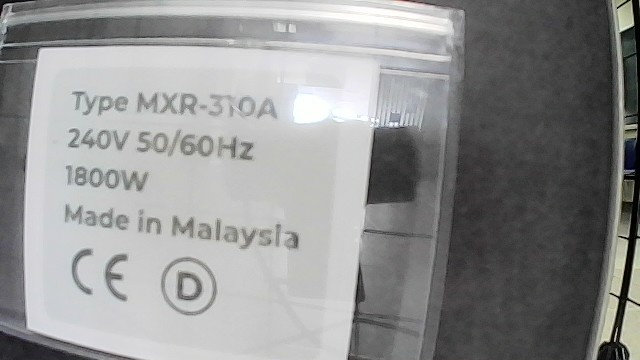 Type MXR-310A
240V 50/60Hz
1800W
Made in Malaysia
CE D